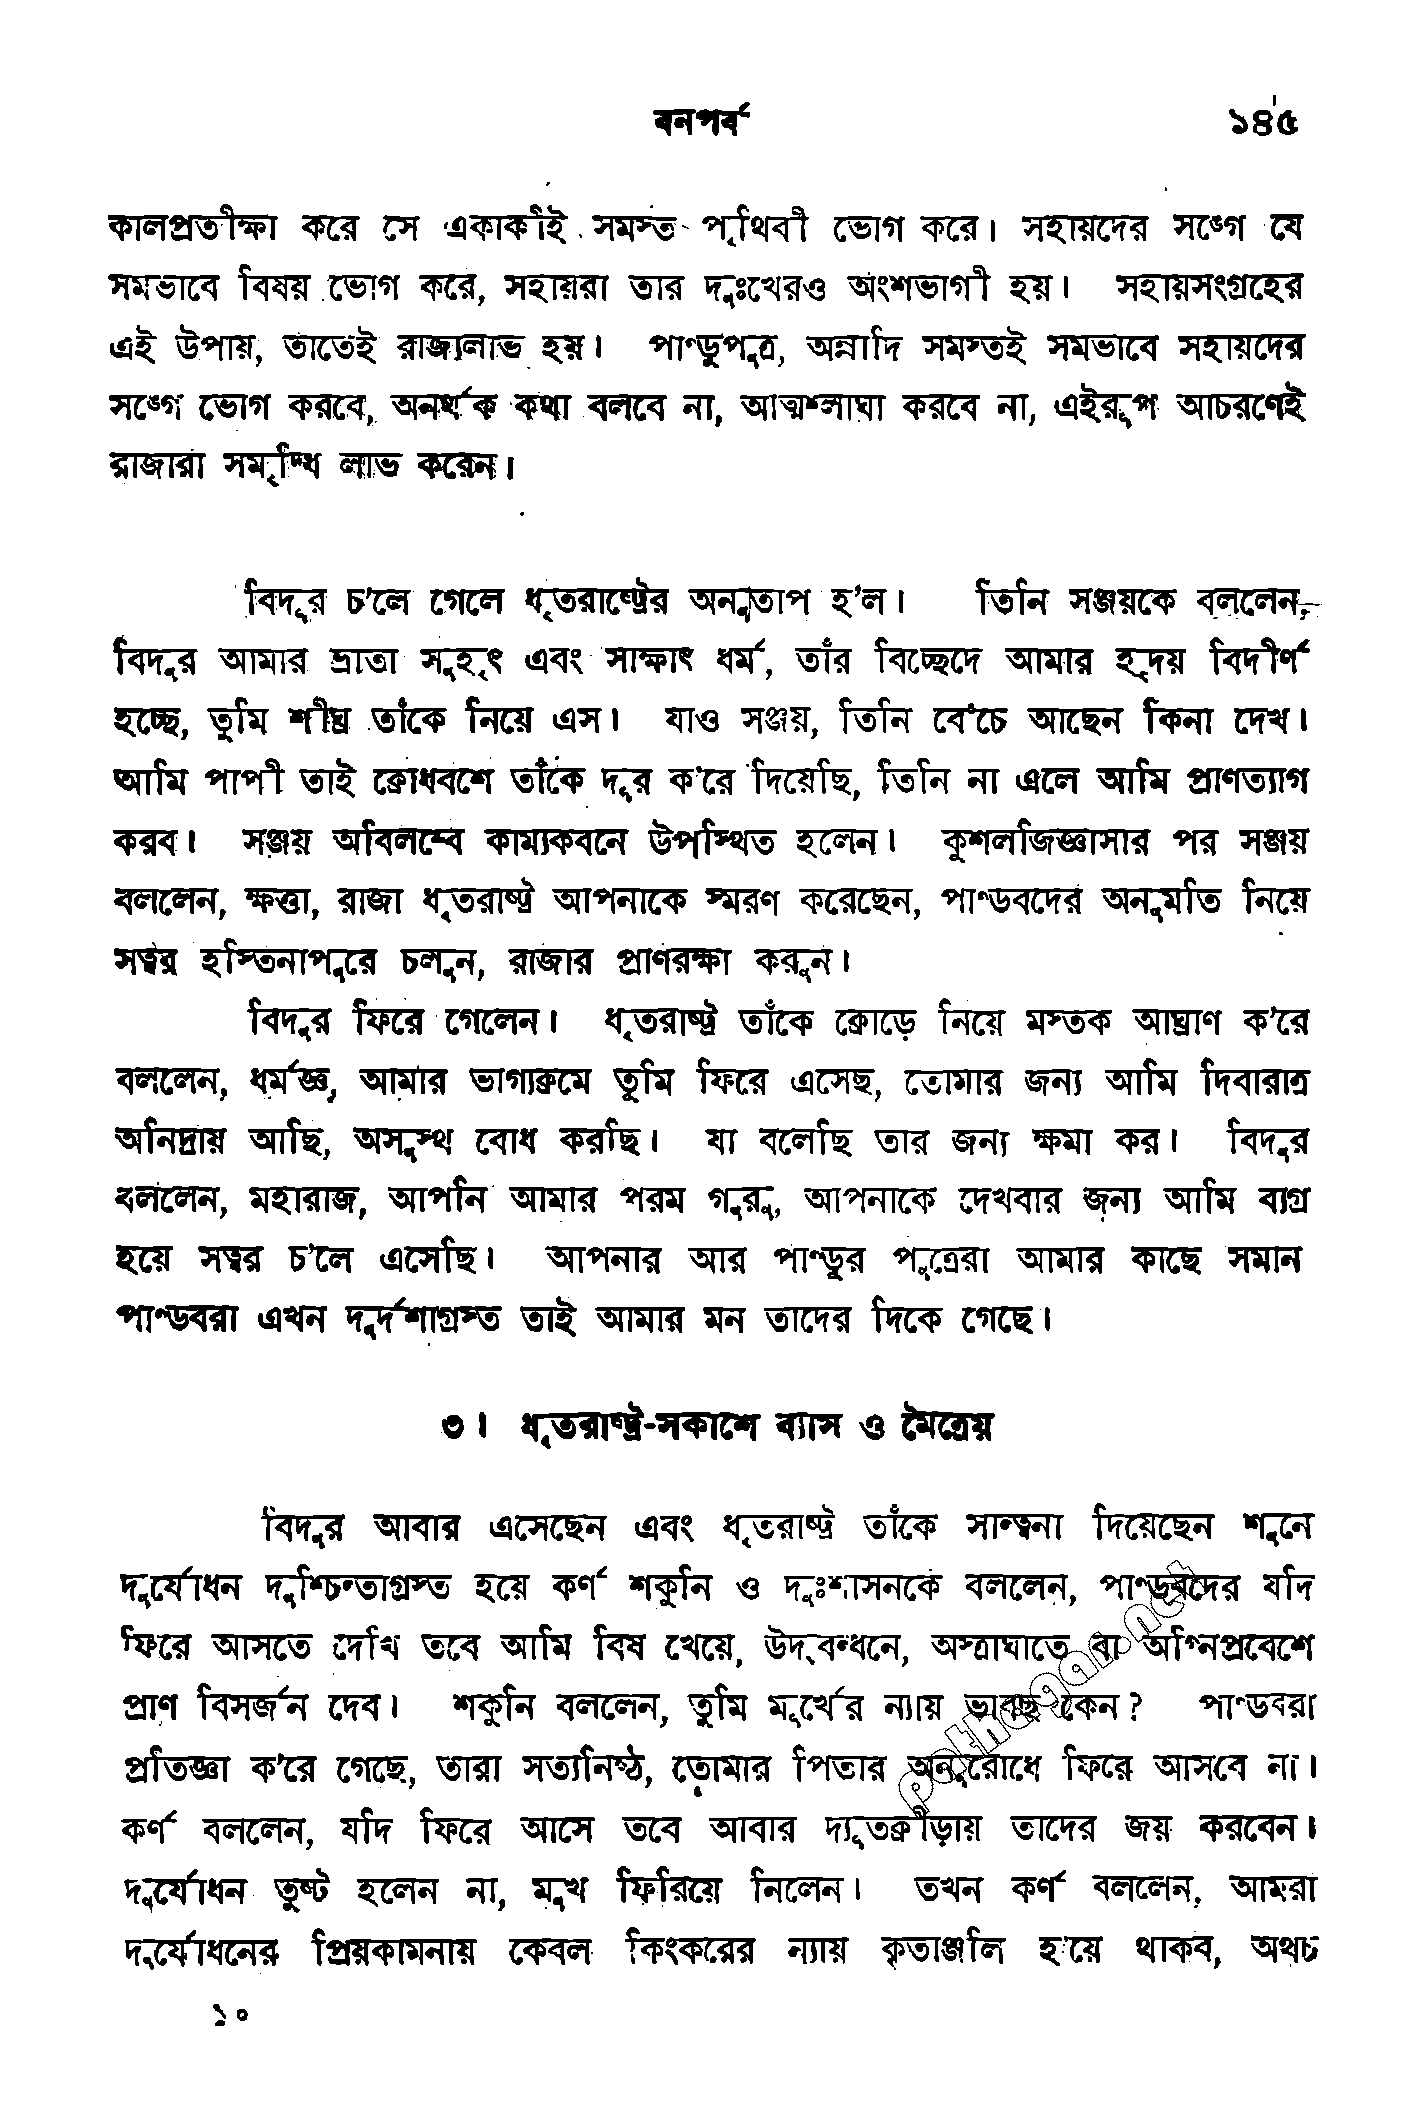 বনপর্ব ১৪৫
কালপ্রতীক্ষা করে সে একাকীই সমস্ত পৃথিবী ভোগ করে। সহায়দের সঙ্গে যে
সমভাবে বিষয় ভোগ করে, সহায়রা তার দুঃখেরও অংশভাগী হয়। সহায়সংগ্রহের
এই উপায়, তাতেই রাজ্যলাভ হয়। পাণ্ডুপুত্র, অন্নাদি সমস্তই সমভাবে সহায়দের
সঙ্গে ভোগ করবে, অনর্থক কথা বলবে না, আত্মশ্লাঘা করবে না, এইরূপ আচরণেই
রাজারা সমৃদ্ধি লাভ করেন।
বিদুর চ'লে গেলে ধৃতরাষ্ট্রের অনুতাপ হ'ল। তিনি সঞ্জয়কে বললেন,
বিদুর আমার ভ্রাতা সুহৃৎ এবং সাক্ষাৎ ধর্ম, তাঁর বিচ্ছেদে আমার হৃদয় বিদীর্ণ
হচ্ছে, তুমি শীঘ্র তাঁকে নিয়ে এস। যাও সঞ্জয়, তিনি বেঁচে আছেন কিনা দেখ।
আমি পাপী তাই ক্রোধবশে তাঁকে দূর ক'রে দিয়েছি, তিনি না এলে আমি প্রাণত্যাগ
করব। সঞ্জয় অবিলম্বে কাম্যকবনে উপস্থিত হলেন। কুশলজিজ্ঞাসার পর সঞ্জয়
বললেন, ক্ষত্তা, রাজা ধৃতরাষ্ট্র আপনাকে স্মরণ করেছেন, পাণ্ডবদের অনুমতি নিয়ে
সত্বর হস্তিনাপুরে চলুন, রাজার প্রাণরক্ষা করুন।
বিদুর ফিরে গেলেন। ধৃতরাষ্ট্র তাঁকে ক্রোড়ে নিয়ে মস্তক আঘ্রাণ ক'রে
বললেন, ধর্মজ্ঞ, আমার ভাগ্যক্রমে তুমি ফিরে এসেছ, তোমার জন্য আমি দিবারাত্র
অনিদ্রায় আছি, অসুস্থ বোধ করছি। যা বলেছি তার জন্য ক্ষমা কর। বিদুর
বললেন, মহারাজ, আপনি আমার পরম গুরু, আপনাকে দেখবার জন্য আমি ব্যগ্র
হয়ে সত্বর চ'লে এসেছি। আপনার আর পাণ্ডুর পুত্রেরা আমার কাছে সমান
পাণ্ডবরা এখন দুর্দশাগ্রস্ত তাই আমার মন তাদের দিকে গেছে।
৩। ধৃতরাষ্ট্র-সকাশে ব্যাস ও মৈত্রেয়
বিদুর আবার এসেছেন এবং ধৃতরাষ্ট্র তাঁকে সান্ত্বনা দিয়েছেন শুনে
দুর্যোধন দুশ্চিন্তাগ্রস্ত হয়ে কর্ণ শকুনি ও দুঃশাসনকে বললেন, পাণ্ডবদের যদি
ফিরে আসতে দেখি তবে আমি বিষ খেয়ে, উদ্‌বন্ধনে, অস্ত্রাঘাতে বা অগ্নিপ্রবেশে
প্রাণ বিসর্জন দেব। শকুনি বললেন, তুমি মূর্খের ন্যায় ভাবছ কেন? পাণ্ডবরা
প্রতিজ্ঞা ক'রে গেছে, তারা সত্যনিষ্ঠ, তোমার পিতার অনুরোধে ফিরে আসবে না।
কর্ণ বললেন, যদি ফিরে আসে তবে আবার দ্যূতক্রীড়ায় তাদের জয় করবেন।
দুর্যোধন তুষ্ট হলেন না, মুখ ফিরিয়ে নিলেন। তখন কর্ণ বললেন, আমরা
দুর্যোধনের প্রিয়কামনায় কেবল কিংকরের ন্যায় কৃতাঞ্জলি হ'য়ে থাকব, অথচ
১০
pathagar.net